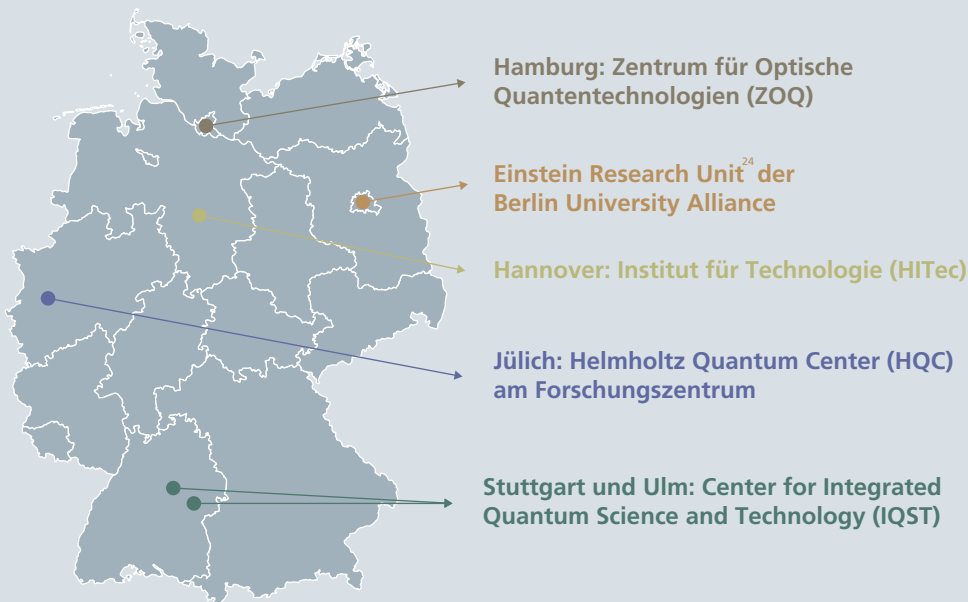 Hamburg: Zentrum für Optische
Quantentechnologien (ZOQ)
Einstein Research Unit24 der
Berlin University Alliance
Hannover: Institut für Technologie (HITec)
Jülich: Helmholtz Quantum Center (HQC)
am Forschungszentrum
Stuttgart und Ulm: Center for Integrated
Quantum Science and Technology (IQST)